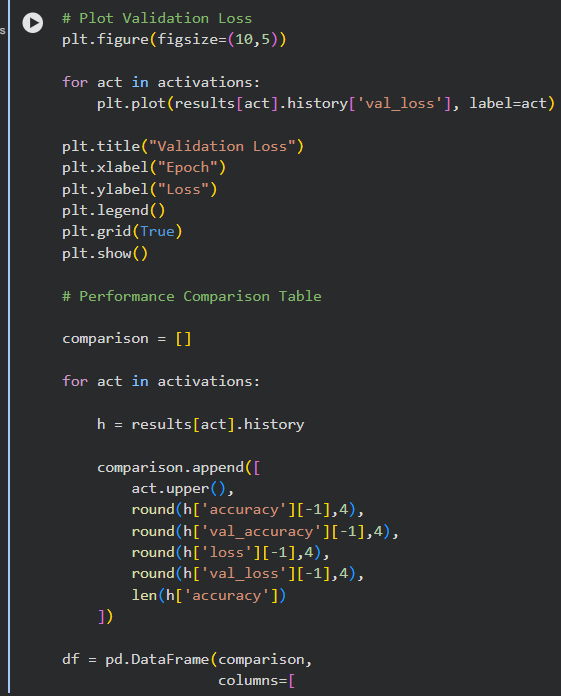 s
# Plot Validation Loss
plt.figure(figsize=(10,5))
for act in activations:
    plt.plot(results[act].history['val_loss'], label=act)
plt.title("Validation Loss")
plt.xlabel("Epoch")
plt.ylabel("Loss")
plt.legend()
plt.grid(True)
plt.show()
# Performance Comparison Table
comparison = []
for act in activations:
    h = results[act].history
    comparison.append([
        act.upper(),
        round(h['accuracy'][-1],4),
        round(h['val_accuracy'][-1],4),
        round(h['loss'][-1],4),
        round(h['val_loss'][-1],4),
        len(h['accuracy'])
    ])
df = pd.DataFrame(comparison,
                  columns=[